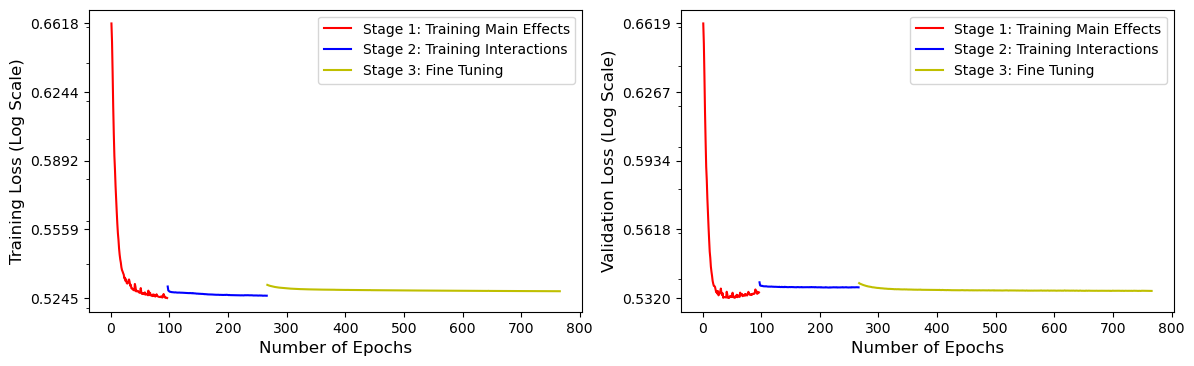 Training Loss (Log Scale)
0.6618
0.6244
0.5892
0.5559
0.5245
Stage 1: Training Main Effects
Stage 2: Training Interactions
Stage 3: Fine Tuning
0 100 200 300 400 500 600 700 800
Number of Epochs
Validation Loss (Log Scale)
0.6619
0.6267
0.5934
0.5618
0.5320
Stage 1: Training Main Effects
Stage 2: Training Interactions
Stage 3: Fine Tuning
0 100 200 300 400 500 600 700 800
Number of Epochs